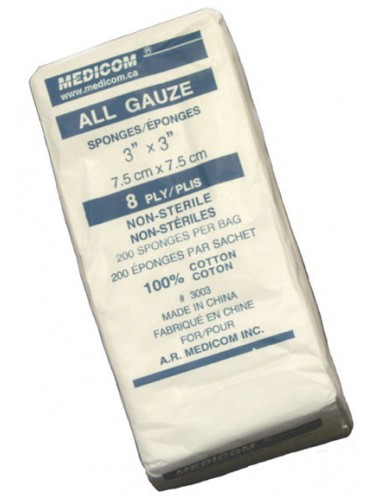 MEDICOM ®
www.medicom.ca
ALL GAUZE
SPONGES/ÉPONGES
3" x 3"
7.5 cm x 7.5 cm
8 PLY/PLIS
NON-STERILE
NON-STÉRILES
200 SPONGES PER BAG
200 ÉPONGES PAR SACHET
100% COTTON
COTON
# 3003
MADE IN CHINA
FABRIQUÉ EN CHINE
FOR/POUR
A.R. MEDICOM INC.
MEDICOM ®